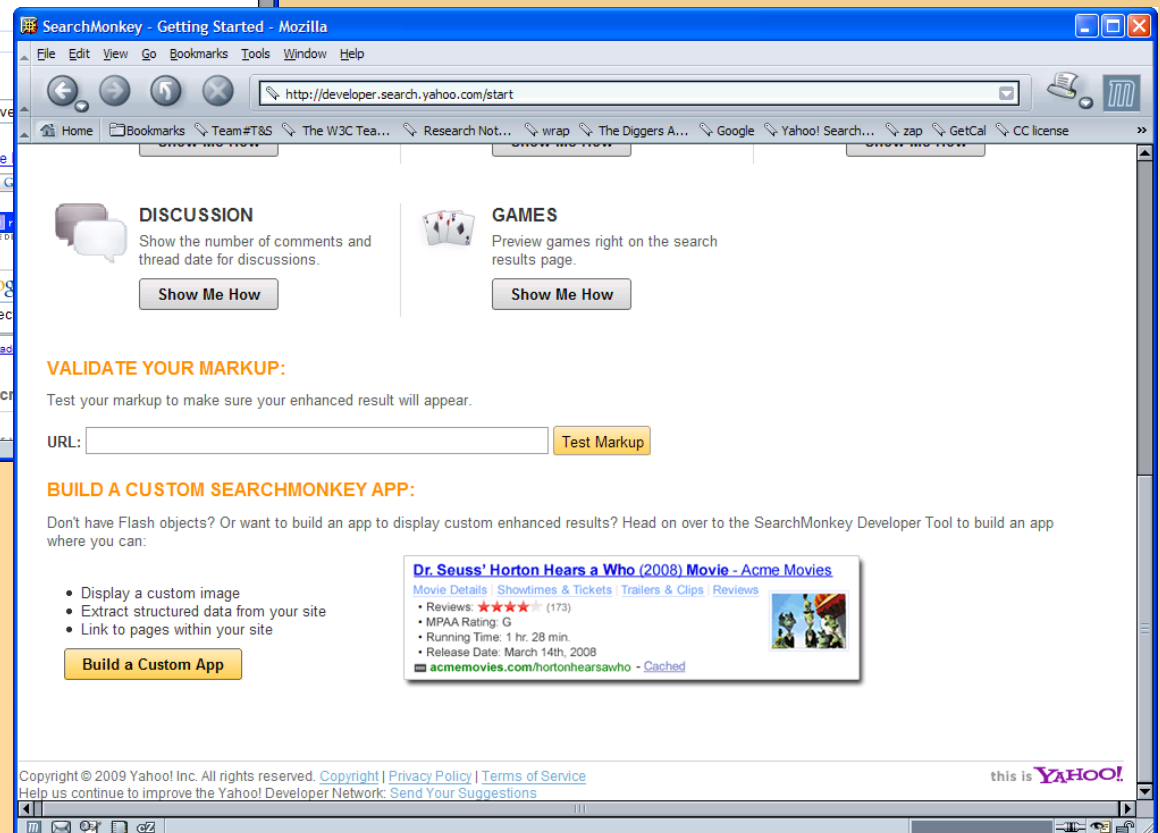 SearchMonkey - Getting Started - Mozilla
File Edit View Go Bookmarks Tools Window Help
http://developer.search.yahoo.com/start
Home Bookmarks Team#T&S The W3C Tea... Research Not... wrap The Diggers A... Google Yahoo! Search... zap GetCal CC license »
Show Me How Show Me How Show Me How
DISCUSSION
Show the number of comments and
thread date for discussions.
Show Me How
GAMES
Preview games right on the search
results page.
Show Me How
VALIDATE YOUR MARKUP:
Test your markup to make sure your enhanced result will appear.
URL: Test Markup
BUILD A CUSTOM SEARCHMONKEY APP:
Don't have Flash objects? Or want to build an app to display custom enhanced results? Head on over to the SearchMonkey Developer Tool to build an app
where you can:
• Display a custom image
• Extract structured data from your site
• Link to pages within your site
Build a Custom App
Dr. Seuss' Horton Hears a Who (2008) Movie - Acme Movies
Movie Details | Showtimes & Tickets | Trailers & Clips | Reviews
• Reviews: ★★★★★ (173)
• MPAA Rating: G
• Running Time: 1 hr. 28 min.
• Release Date: March 14th, 2008
acmemovies.com/hortonhearsawho - Cached
Copyright © 2009 Yahoo! Inc. All rights reserved. Copyright | Privacy Policy | Terms of Service
this is YAHOO!
Help us continue to improve the Yahoo! Developer Network: Send Your Suggestions